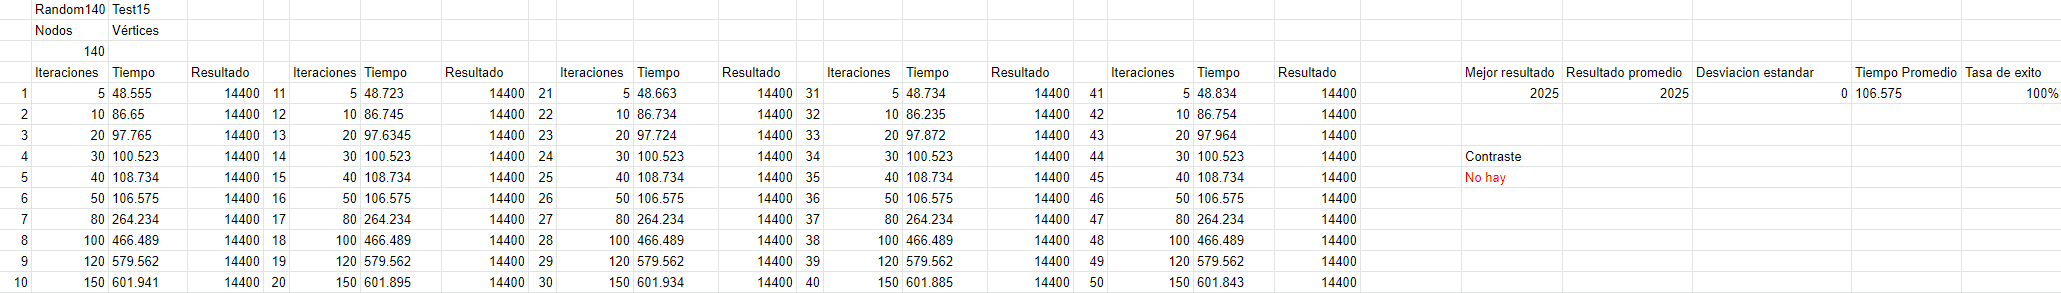 Random140 Test15
Nodos Vértices
140
Iteraciones Tiempo Resultado Iteraciones Tiempo Resultado Iteraciones Tiempo Resultado Iteraciones Tiempo Resultado Iteraciones Tiempo Resultado Mejor resultado Resultado promedio Desviacion estandar Tiempo Promedio Tasa de exito
1 5 48.555 14400 11 5 48.723 14400 21 5 48.663 14400 31 5 48.734 14400 41 5 48.834 14400 2025 2025 0 106.575 100%
2 10 86.65 14400 12 10 86.745 14400 22 10 86.734 14400 32 10 86.235 14400 42 10 86.754 14400
3 20 97.765 14400 13 20 97.6345 14400 23 20 97.724 14400 33 20 97.872 14400 43 20 97.964 14400
4 30 100.523 14400 14 30 100.523 14400 24 30 100.523 14400 34 30 100.523 14400 44 30 100.523 14400 Contraste
5 40 108.734 14400 15 40 108.734 14400 25 40 108.734 14400 35 40 108.734 14400 45 40 108.734 14400 No hay
6 50 106.575 14400 16 50 106.575 14400 26 50 106.575 14400 36 50 106.575 14400 46 50 106.575 14400
7 80 264.234 14400 17 80 264.234 14400 27 80 264.234 14400 37 80 264.234 14400 47 80 264.234 14400
8 100 466.489 14400 18 100 466.489 14400 28 100 466.489 14400 38 100 466.489 14400 48 100 466.489 14400
9 120 579.562 14400 19 120 579.562 14400 29 120 579.562 14400 39 120 579.562 14400 49 120 579.562 14400
10 150 601.941 14400 20 150 601.895 14400 30 150 601.934 14400 40 150 601.885 14400 50 150 601.843 14400